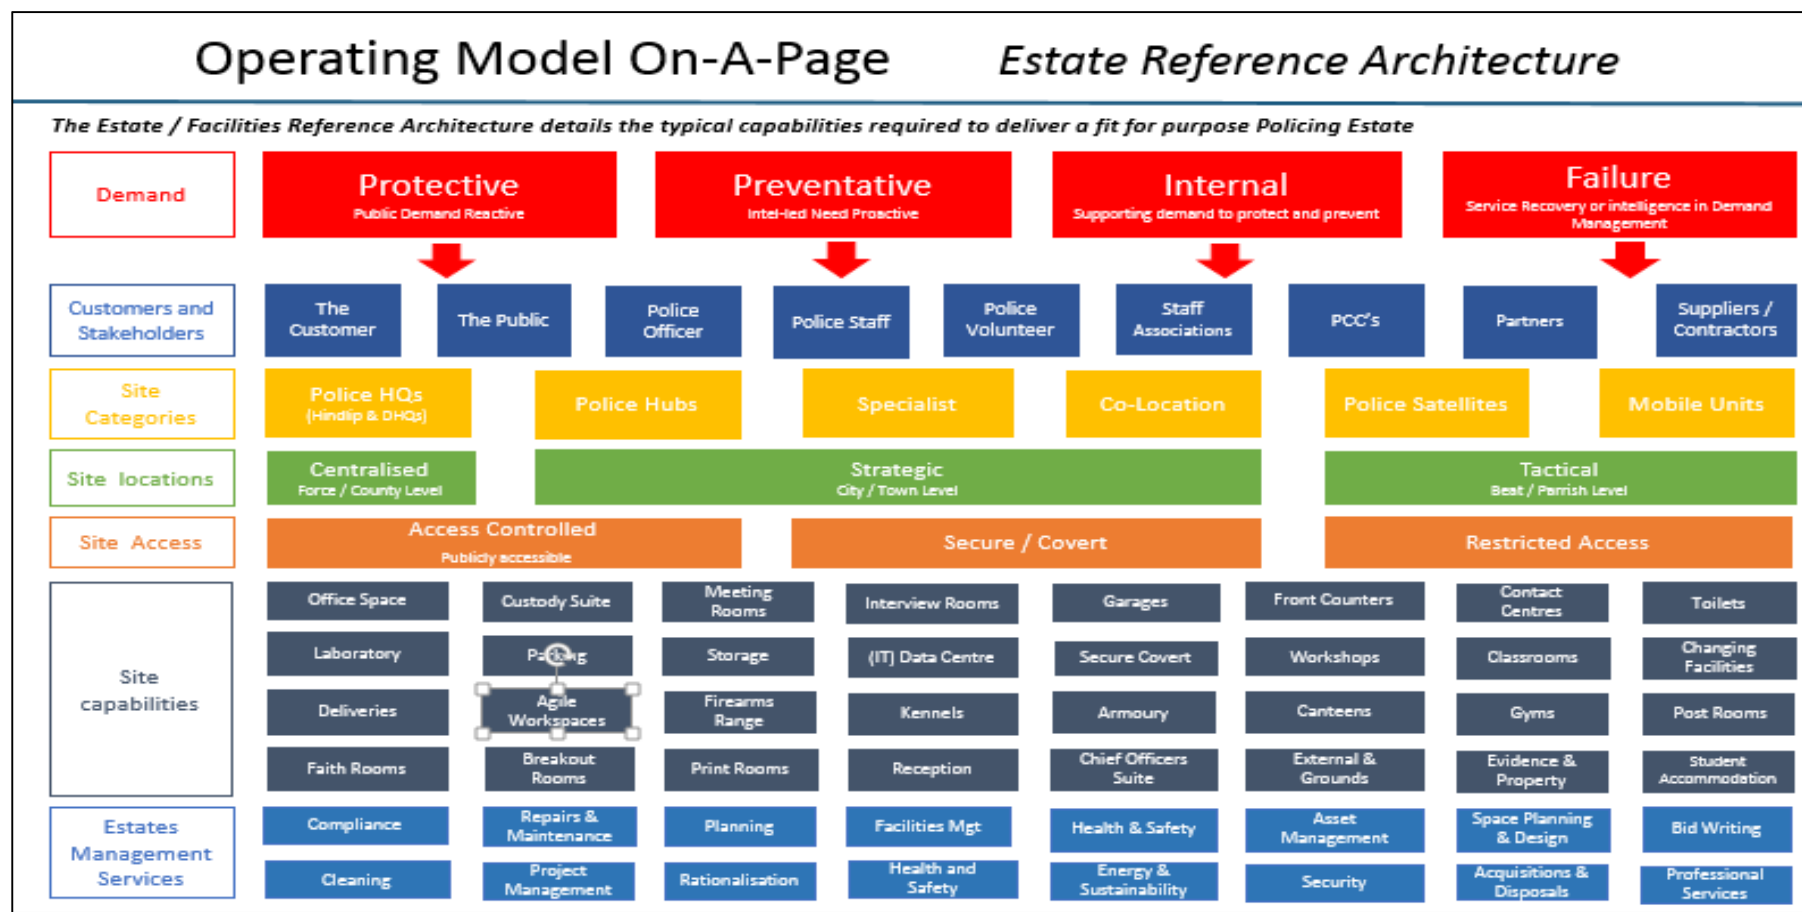 Operating Model On-A-Page
Estate Reference Architecture
The Estate / Facilities Reference Architecture details the typical capabilities required to deliver a fit for purpose Policing Estate
Demand
Protective
Public Demand Reactive
Preventative
Intel-led Need Proactive
Internal
Supporting demand to protect and prevent
Failure
Service Recovery or intelligence in Demand
Management
Customers and
Stakeholders
The
Customer
The Public
Police
Officer
Police Staff
Police
Volunteer
Staff
Associations
PCC's
Partners
Suppliers /
Contractors
Site
Categories
Police HQs
(Hindlip & DHQs)
Police Hubs
Specialist
Co-Location
Police Satellites
Mobile Units
Site locations
Centralised
Force / County Level
Strategic
City / Town Level
Tactical
Beat / Parrish Level
Site Access
Access Controlled
Publicly accessible
Secure / Covert
Restricted Access
Site
capabilities
Office Space
Custody Suite
Meeting
Rooms
Interview Rooms
Garages
Front Counters
Contact
Centres
Toilets
Laboratory
Parking
Storage
(IT) Data Centre
Secure Covert
Workshops
Classrooms
Changing
Facilities
Deliveries
Agile
Workspaces
Firearms
Range
Kennels
Armoury
Canteens
Gyms
Post Rooms
Faith Rooms
Breakout
Rooms
Print Rooms
Reception
Chief Officers
Suite
External &
Grounds
Evidence &
Property
Student
Accommodation
Estates
Management
Services
Compliance
Repairs &
Maintenance
Planning
Facilities Mgt
Health & Safety
Asset
Management
Space Planning
& Design
Bid Writing
Cleaning
Project
Management
Rationalisation
Health and
Safety
Energy &
Sustainability
Security
Acquisitions &
Disposals
Professional
Services